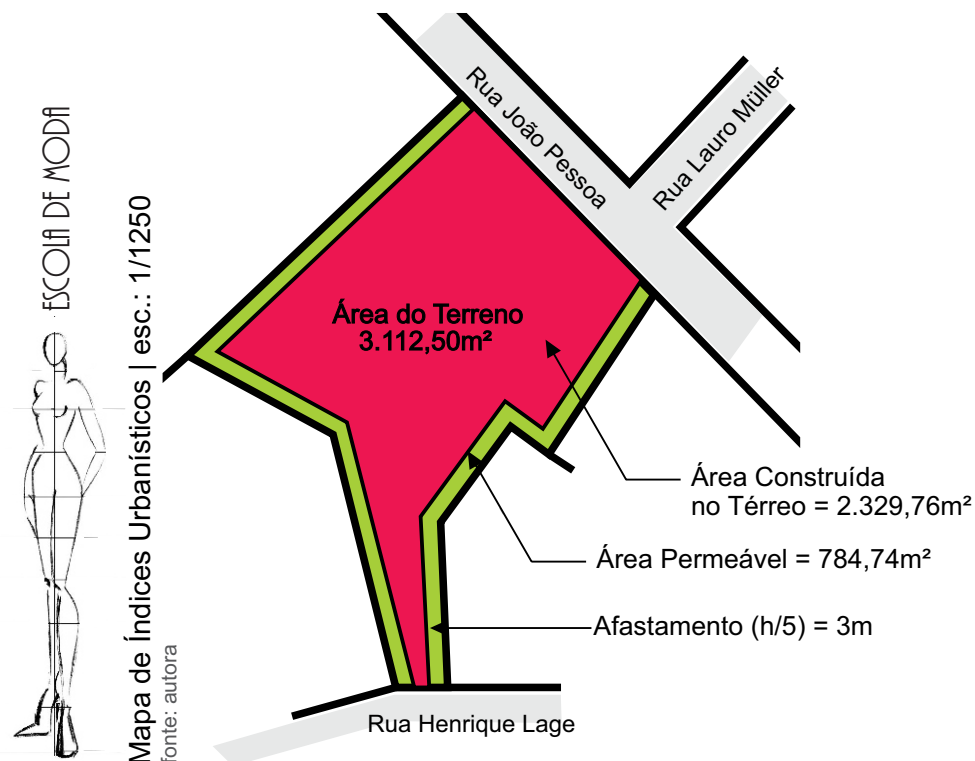 ESCOLA DE MODA
Mapa de Índices Urbanísticos | esc.: 1/1250
fonte: autora
Rua João Pessoa
Rua Lauro Müller
Área do Terreno
3.112,50m²
Área Construída
no Térreo = 2.329,76m²
Área Permeável = 784,74m²
Afastamento (h/5) = 3m
Rua Henrique Lage